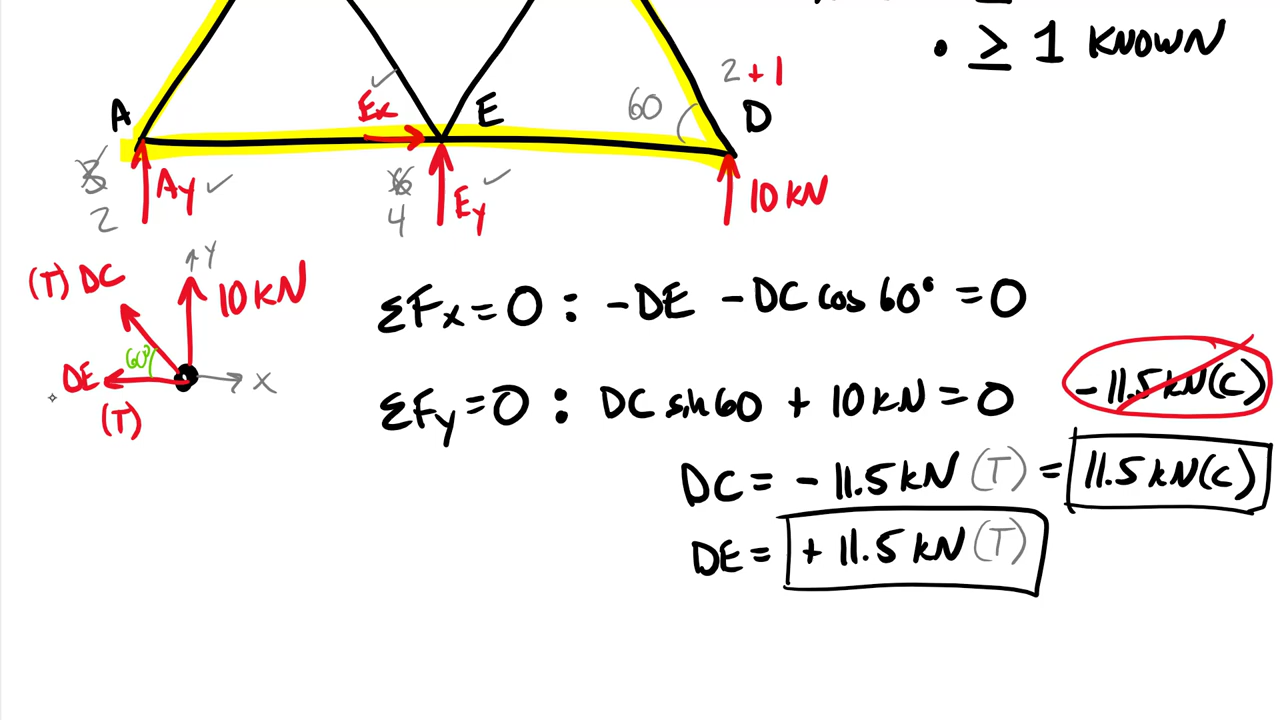 • ≥ 1 KNOWN
2 + 1
60
D
A
Ex ✓
E
3
2
Ay ✓
6
4
Ey ✓
10 kN
(T) DC
Y
10 kN
60°
DE
X
(T)
ΣFx = 0 : -DE - DC cos 60° = 0
ΣFy = 0 : DC sin 60 + 10 kN = 0
- 11.5 kN (C)
DC = - 11.5 kN (T) = 11.5 kN (C)
DE = + 11.5 kN (T)